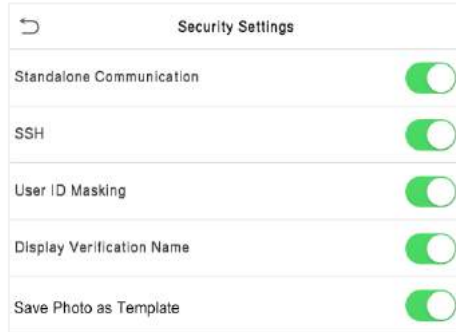 Security Settings
Standalone Communication
SSH
User ID Masking
Display Verification Name
Save Photo as Template